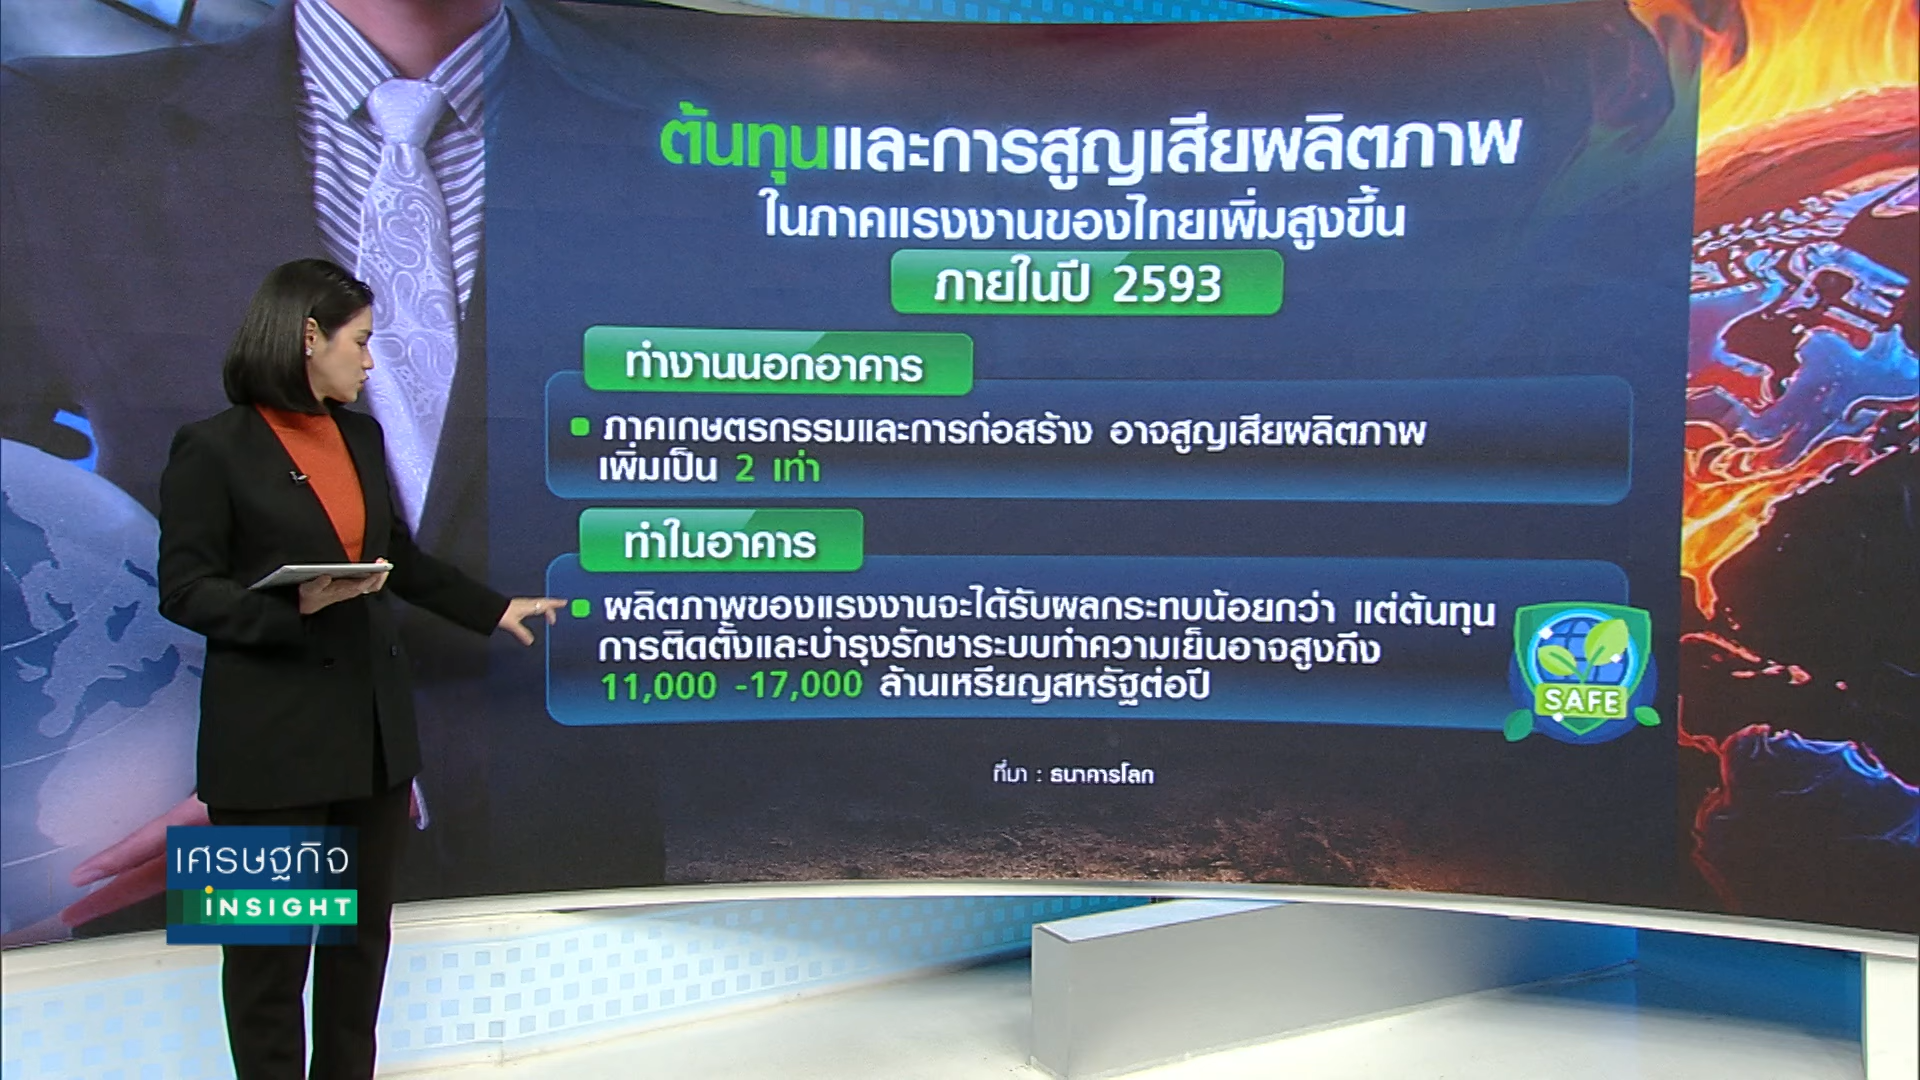 ต้นทุนและการสูญเสียผลิตภาพ
ในภาคแรงงานของไทยเพิ่มสูงขึ้น
ภายในปี 2593
ทำงานนอกอาคาร
ภาคเกษตรกรรมและการก่อสร้าง อาจสูญเสียผลิตภาพ
เพิ่มเป็น 2 เท่า
ทำในอาคาร
ผลิตภาพของแรงงานจะได้รับผลกระทบน้อยกว่า แต่ต้นทุน
การติดตั้งและบำรุงรักษาระบบทำความเย็นอาจสูงถึง
11,000 -17,000 ล้านเหรียญสหรัฐต่อปี
SAFE
ที่มา : ธนาคารโลก
เศรษฐกิจ
iNSIGHT